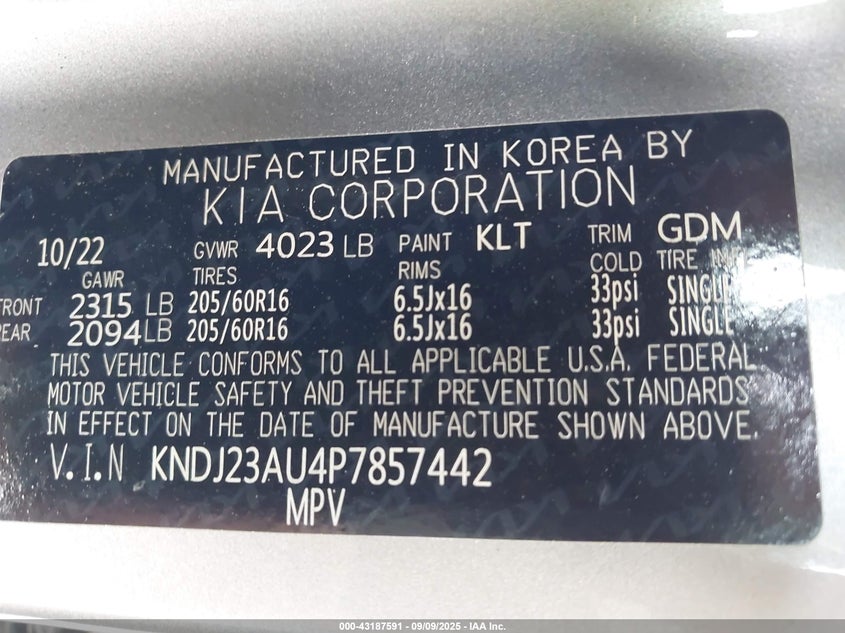 MANUFACTURED IN KOREA BY
KIA CORPORATION
10/22 GVWR 4023 LB PAINT KLT TRIM GDM
GAWR TIRES RIMS COLD TIRE
FRONT 2315 LB 205/60R16 6.5Jx16 33psi SINGLE
REAR 2094 LB 205/60R16 6.5Jx16 33psi SINGLE
THIS VEHICLE CONFORMS TO ALL APPLICABLE U.S.A. FEDERAL
MOTOR VEHICLE SAFETY AND THEFT PREVENTION STANDARDS
IN EFFECT ON THE DATE OF MANUFACTURE SHOWN ABOVE.
V.I.N KNDJ23AU4P7857442
MPV
000-43187591 - 09/09/2025 - IAA Inc.